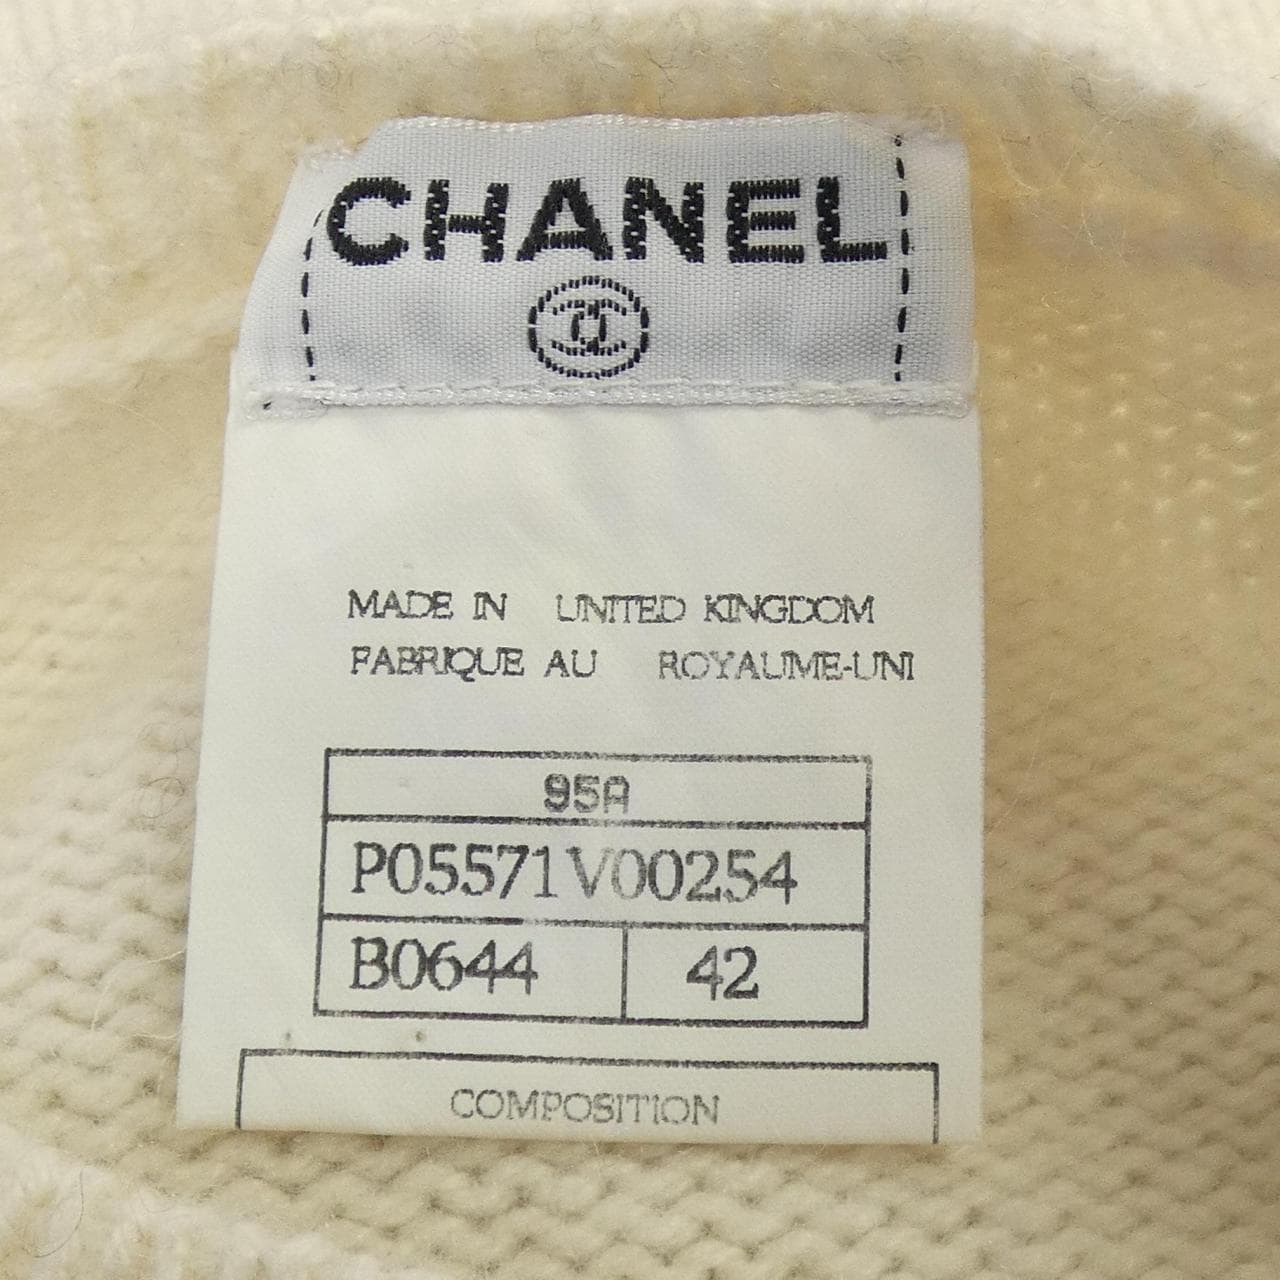 CHANEL
MADE IN UNITED KINGDOM
FABRIQUE AU ROYAUME-UNI
95A
P05571V00254
B0644 42
COMPOSITION